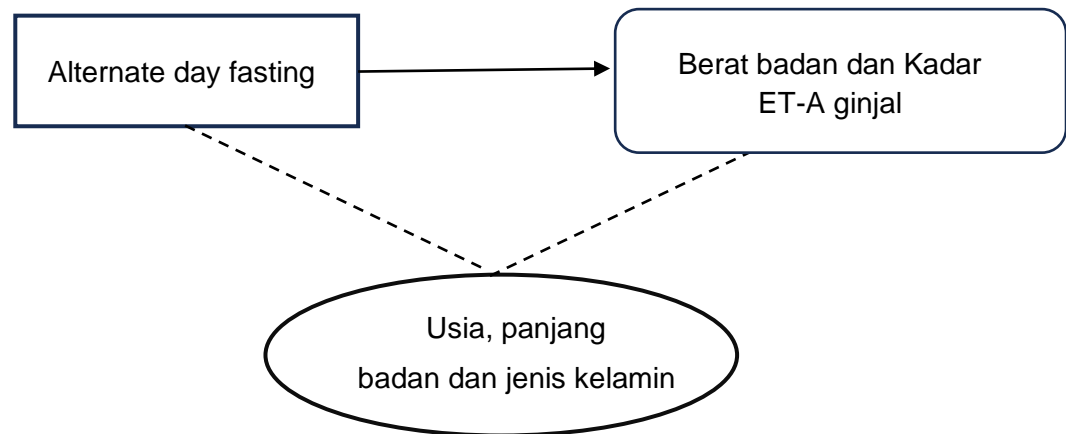 Alternate day fasting
Berat badan dan Kadar
ET-A ginjal
Usia, panjang
badan dan jenis kelamin